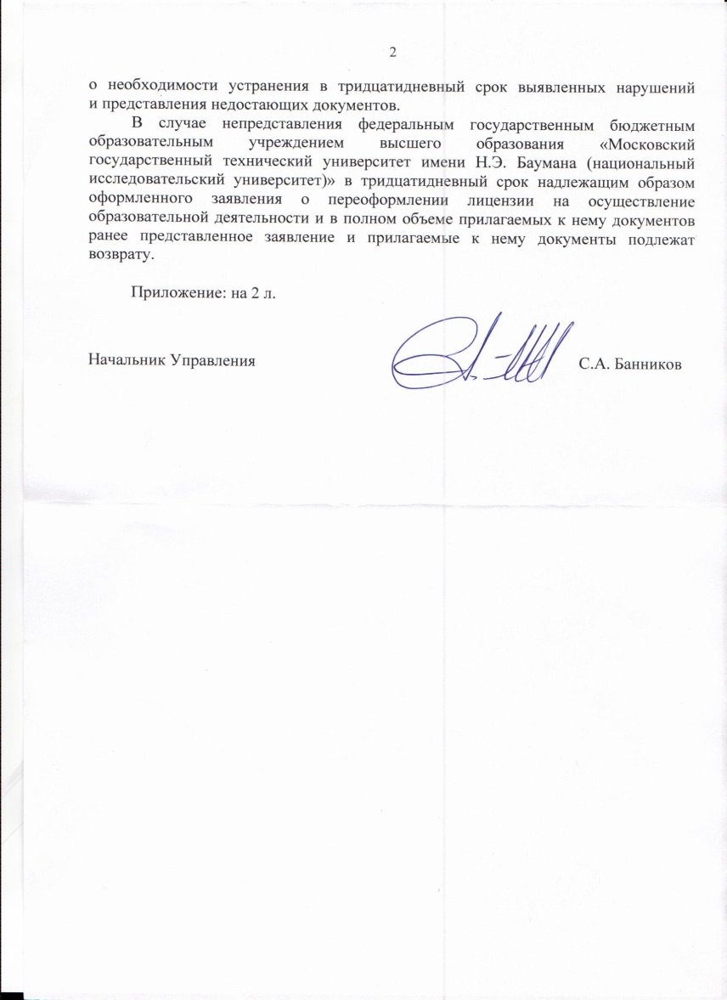 2
о необходимости устранения в тридцатидневный срок выявленных нарушений
и представления недостающих документов.
В случае непредставления федеральным государственным бюджетным
образовательным учреждением высшего образования «Московский
государственный технический университет имени Н.Э. Баумана (национальный
исследовательский университет)» в тридцатидневный срок надлежащим образом
оформленного заявления о переоформлении лицензии на осуществление
образовательной деятельности и в полном объеме прилагаемых к нему документов
ранее представленное заявление и прилагаемые к нему документы подлежат
возврату.
Приложение: на 2 л.
Начальник Управления
С.А. Банников